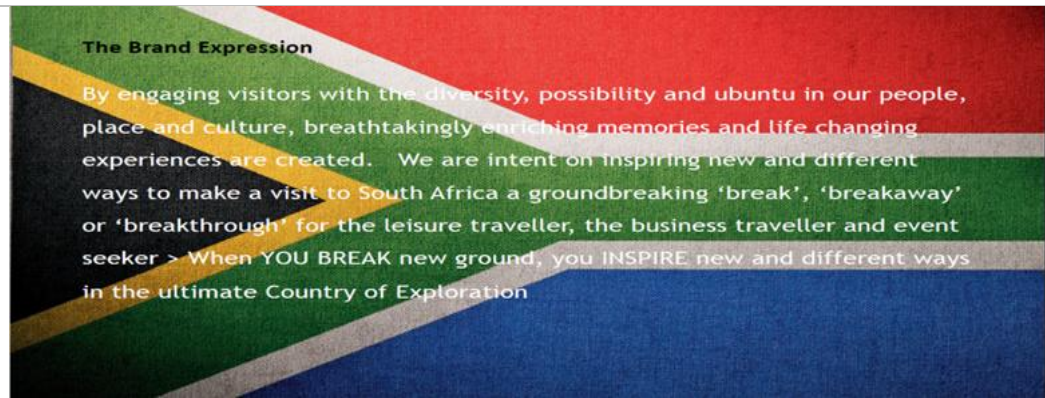 The Brand Expression
By engaging visitors with the diversity, possibility and ubuntu in our people,
place and culture, breathtakingly enriching memories and life changing
experiences are created.   We are intent on inspiring new and different
ways to make a visit to South Africa a groundbreaking ‘break’, ‘breakaway’
or ‘breakthrough’ for the leisure traveller, the business traveller and event
seeker > When YOU BREAK new ground, you INSPIRE new and different ways
in the ultimate Country of Exploration